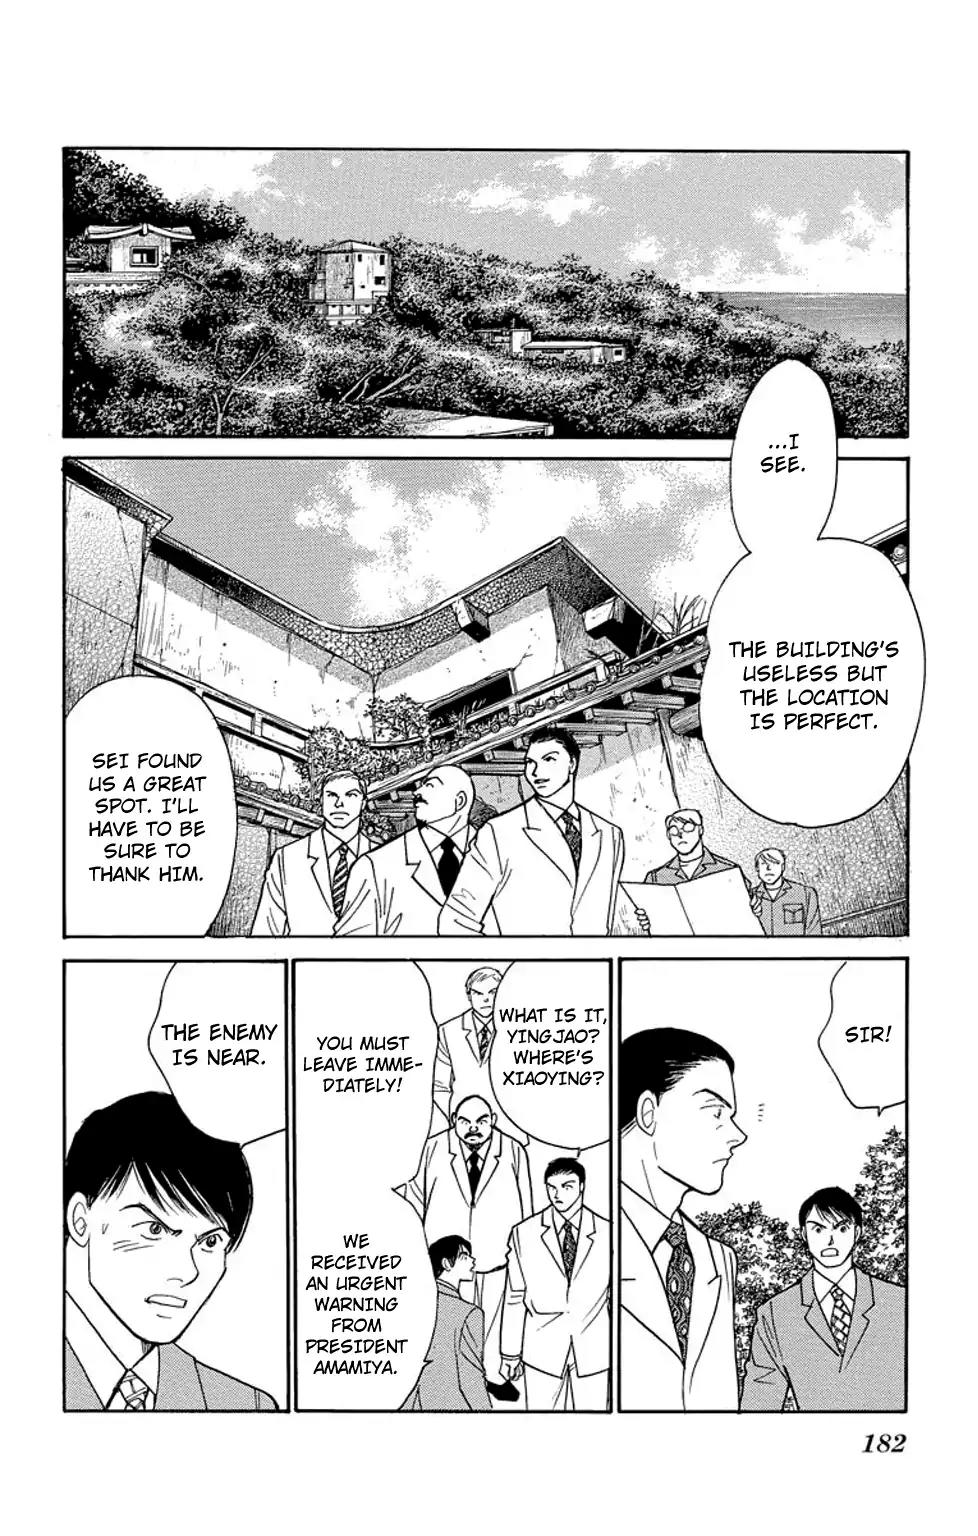 ...I
SEE.
THE BUILDING'S
USELESS BUT
THE LOCATION
IS PERFECT.
SEI FOUND
US A GREAT
SPOT. I'LL
HAVE TO BE
SURE TO
THANK HIM.
SIR!
WHAT IS IT,
YINGJAO?
WHERE'S
XIAOYING?
YOU MUST
LEAVE IMME-
DIATELY!
WE
RECEIVED
AN URGENT
WARNING
FROM
PRESIDENT
AMAMIYA.
THE ENEMY
IS NEAR.
182